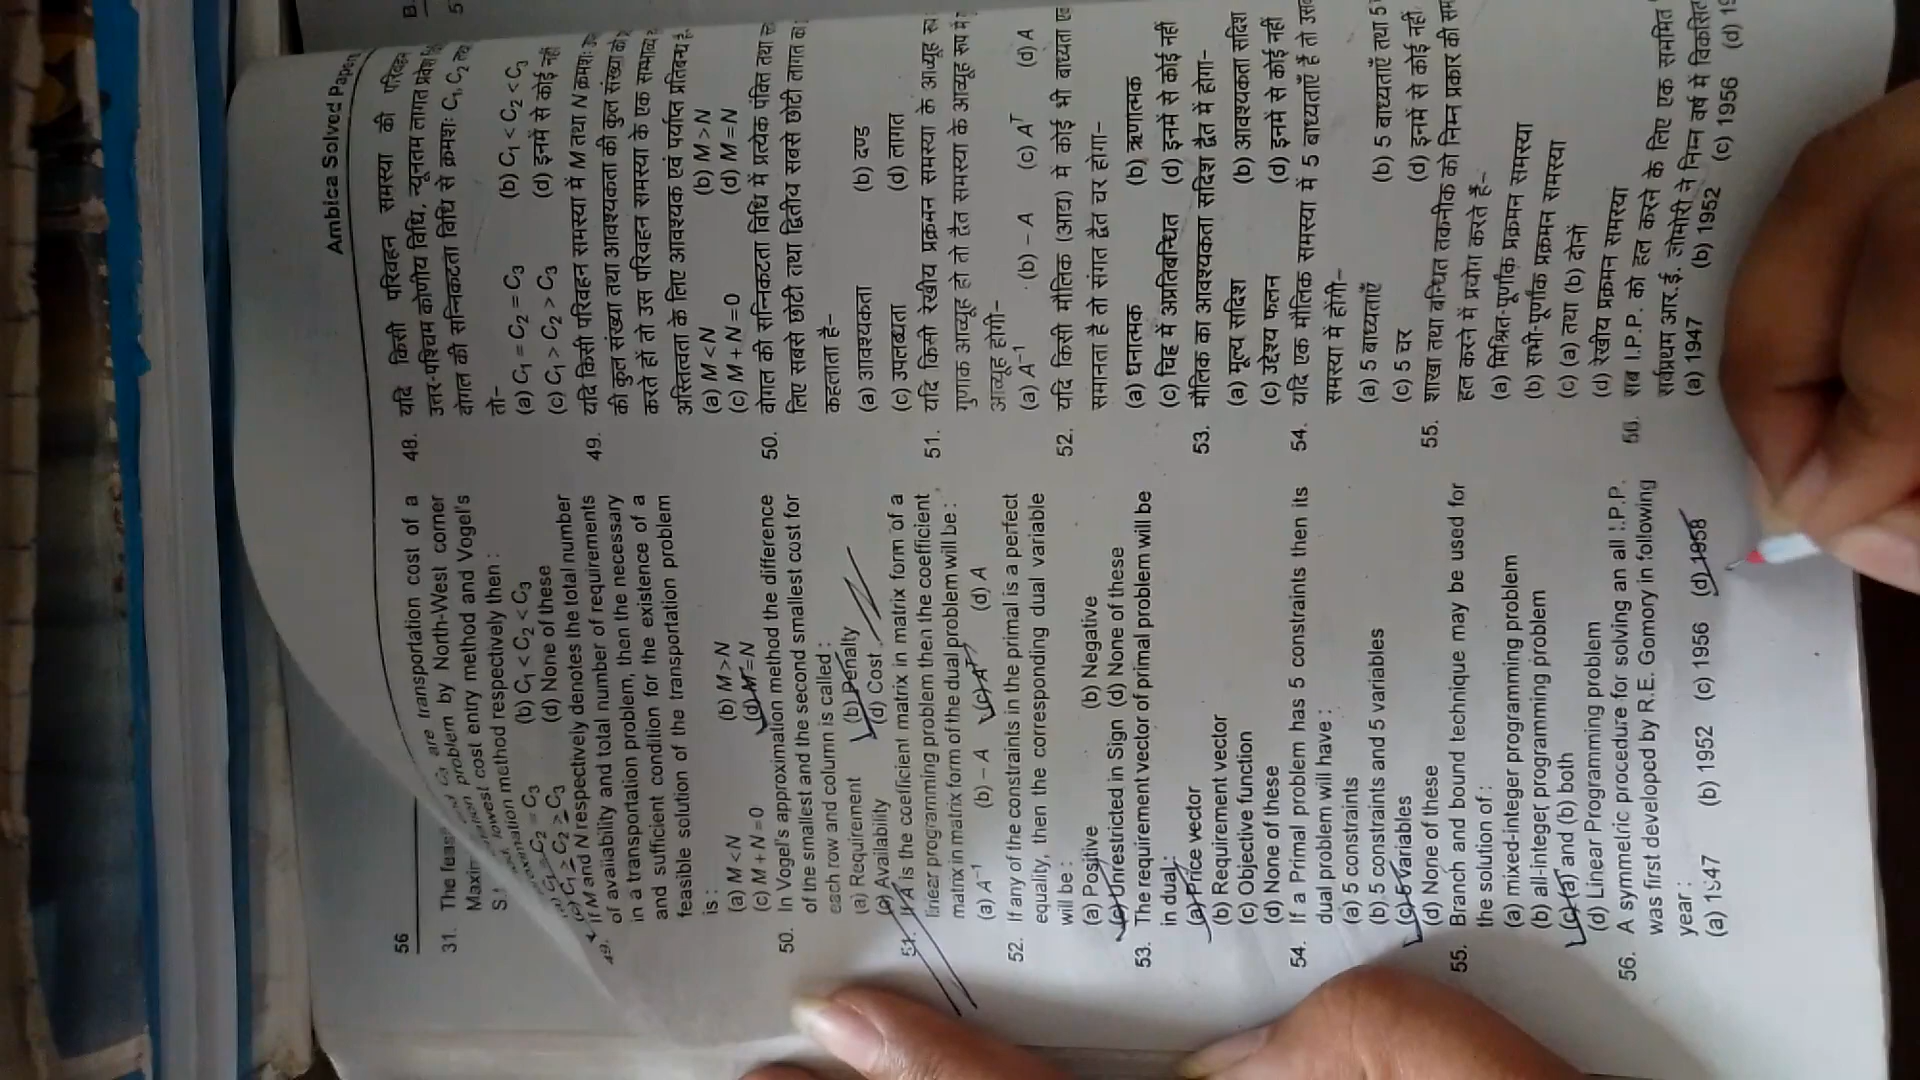 56
Ambica Solved Paper
31. The
are transportation cost of a
problem by North-West corner
lowest cost entry method and Vogel's
method respectively then :
C₂ = C₃ (b) C₁ < C₂ < C₃
(c) C₁ ≥ C₂ ≥ C₃ (d) None of these
49. If M and N respectively denotes the total number
of availability and total number of requirements
in a transportation problem, then the necessary
and sufficient condition for the existence of a
feasible solution of the transportation problem
is :
(a) M < N (b) M > N
(c) M + N = 0 (d) M = N
50. In Vogel's approximation method the difference
of the smallest and the second smallest cost for
each row and column is called :
(a) Requirement (b) Penalty
(c) Availability (d) Cost
51. If A is the coefficient matrix in matrix form of a
linear programming problem then the coefficient
matrix in matrix form of the dual problem will be :
(a) A⁻¹ (b) – A (c) Aᵀ (d) A
52. If any of the constraints in the primal is a perfect
equality, then the corresponding dual variable
will be :
(a) Positive (b) Negative
(c) Unrestricted in Sign (d) None of these
53. The requirement vector of primal problem will be
in dual:
(a) Price vector
(b) Requirement vector
(c) Objective function
(d) None of these
54. If a Primal problem has 5 constraints then its
dual problem will have :
(a) 5 constraints
(b) 5 constraints and 5 variables
(c) 5 variables
(d) None of these
55. Branch and bound technique may be used for
the solution of :
(a) mixed-integer programming problem
(b) all-integer programming problem
(c) (a) and (b) both
(d) Linear Programming problem
56. A symmetric procedure for solving an all I.P.P.
was first developed by R.E. Gomory in following
year :
(a) 1947 (b) 1952 (c) 1956 (d) 1958
48. यदि किसी परिवहन समस्या की परिवहन
उत्तर-पश्चिम कोणीय विधि, न्यूनतम लागत प्रवेश
वोगल की सन्निकटता विधि से क्रमशः C₁, C₂
तो–
(a) C₁ = C₂ = C₃ (b) C₁ < C₂ < C₃
(c) C₁ > C₂ > C₃ (d) इनमें से कोई नहीं
49. यदि किसी परिवहन समस्या में M तथा N क्रमशः
की कुल संख्या तथा आवश्यकता की कुल संख्या को
करते हों तो उस परिवहन समस्या के एक सम्भाव्य
अस्तित्वता के लिए आवश्यक एवं पर्याप्त प्रतिबन्ध है
(a) M < N (b) M > N
(c) M + N = 0 (d) M = N
50. वोगल की सन्निकटता विधि में प्रत्येक पंक्ति तथा
लिए सबसे छोटी तथा द्वितीय सबसे छोटी लागत का
कहलाता है–
(a) आवश्यकता (b) दण्ड
(c) उपलब्धता (d) लागत
51. यदि किसी रेखीय प्रक्रमन समस्या के आव्यूह
गुणाक आव्यूह हो तो द्वैत समस्या के आव्यूह रूप में
आव्यूह होगी–
(a) A⁻¹ (b) – A (c) Aᵀ (d) A
52. यदि किसी मौलिक (आद्य) में कोई भी बाध्यता
समानता है तो संगत द्वैत चर होगा–
(a) धनात्मक (b) ऋणात्मक
(c) चिह्न में अप्रतिबन्धित (d) इनमें से कोई नहीं
53. मौलिक का आवश्यकता सदिश द्वैत में होगा–
(a) मूल्य सदिश (b) आवश्यकता सदिश
(c) उद्देश्य फलन (d) इनमें से कोई नहीं
54. यदि एक मौलिक समस्या में 5 बाध्यताएँ हैं तो
समस्या में होंगी–
(a) 5 बाध्यताएँ (b) 5 बाध्यताएँ तथा 5
(c) 5 चर (d) इनमें से कोई नहीं
55. शाखा तथा बन्धित तकनीक को निम्न प्रकार की
हल करने में प्रयोग करते हैं–
(a) मिश्रित-पूर्णांक प्रक्रमन समस्या
(b) सभी-पूर्णांक प्रक्रमन समस्या
(c) (a) तथा (b) दोनों
(d) रेखीय प्रक्रमन समस्या
56. सब I.P.P. को हल करने के लिए एक सममित
सर्वप्रथम आर.ई. गोमोरी ने निम्न वर्ष में विकसित
(a) 1947 (b) 1952 (c) 1956